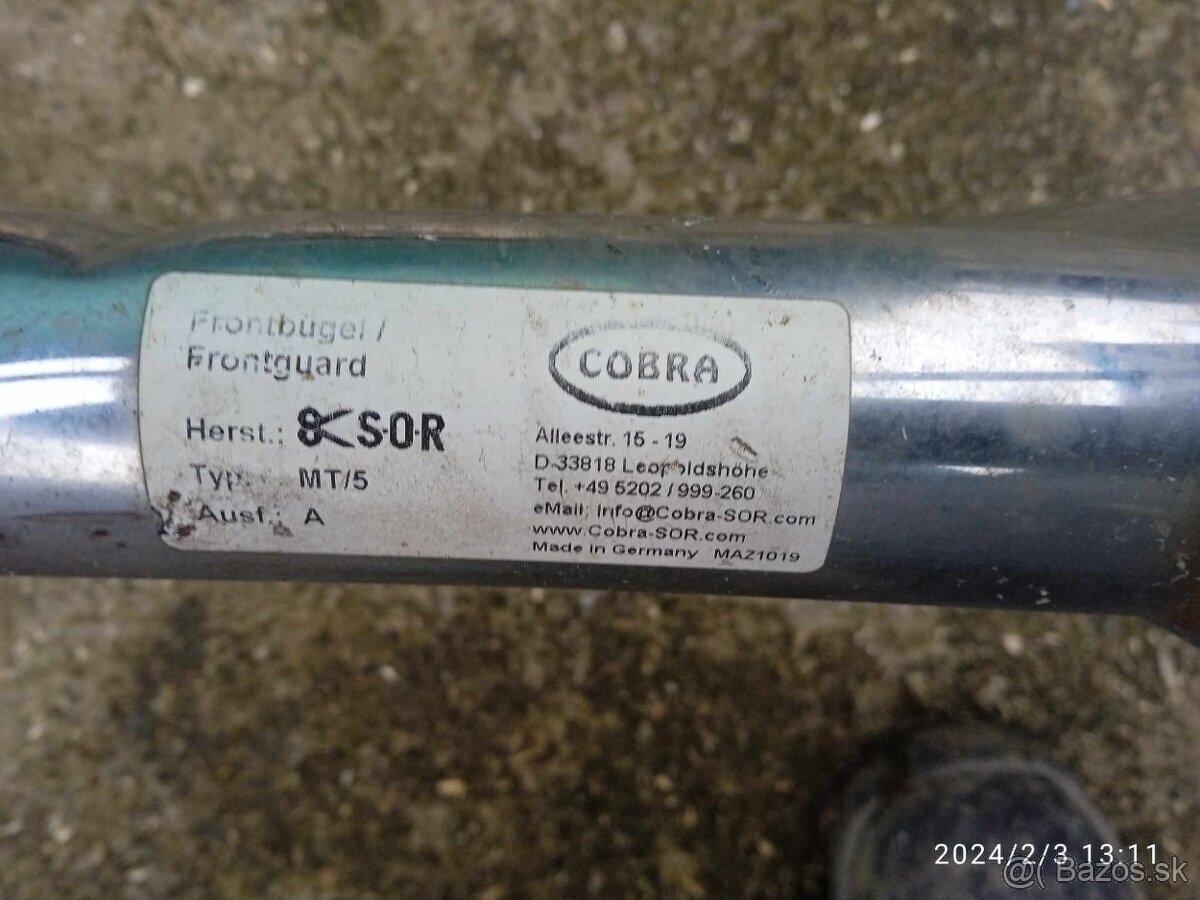 Frontbügel /
Frontguard
Herst.: S·O·R
Typ: MT/5
Ausf.: A
COBRA
Alleestr. 15 - 19
D-33818 Leopoldshöhe
Tel. +49 5202 / 999-260
eMail: Info@Cobra-SOR.com
www.Cobra-SOR.com
Made in Germany MAZ1019
2024/2/3 13:11
@( Bazos.sk